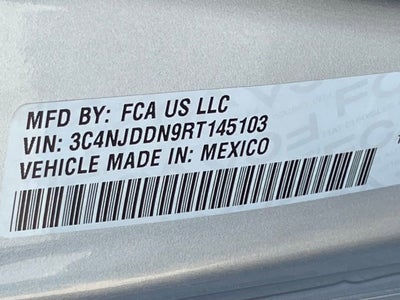 MFD BY: FCA US LLC
VIN: 3C4NJDDN9RT145103
VEHICLE MADE IN: MEXICO